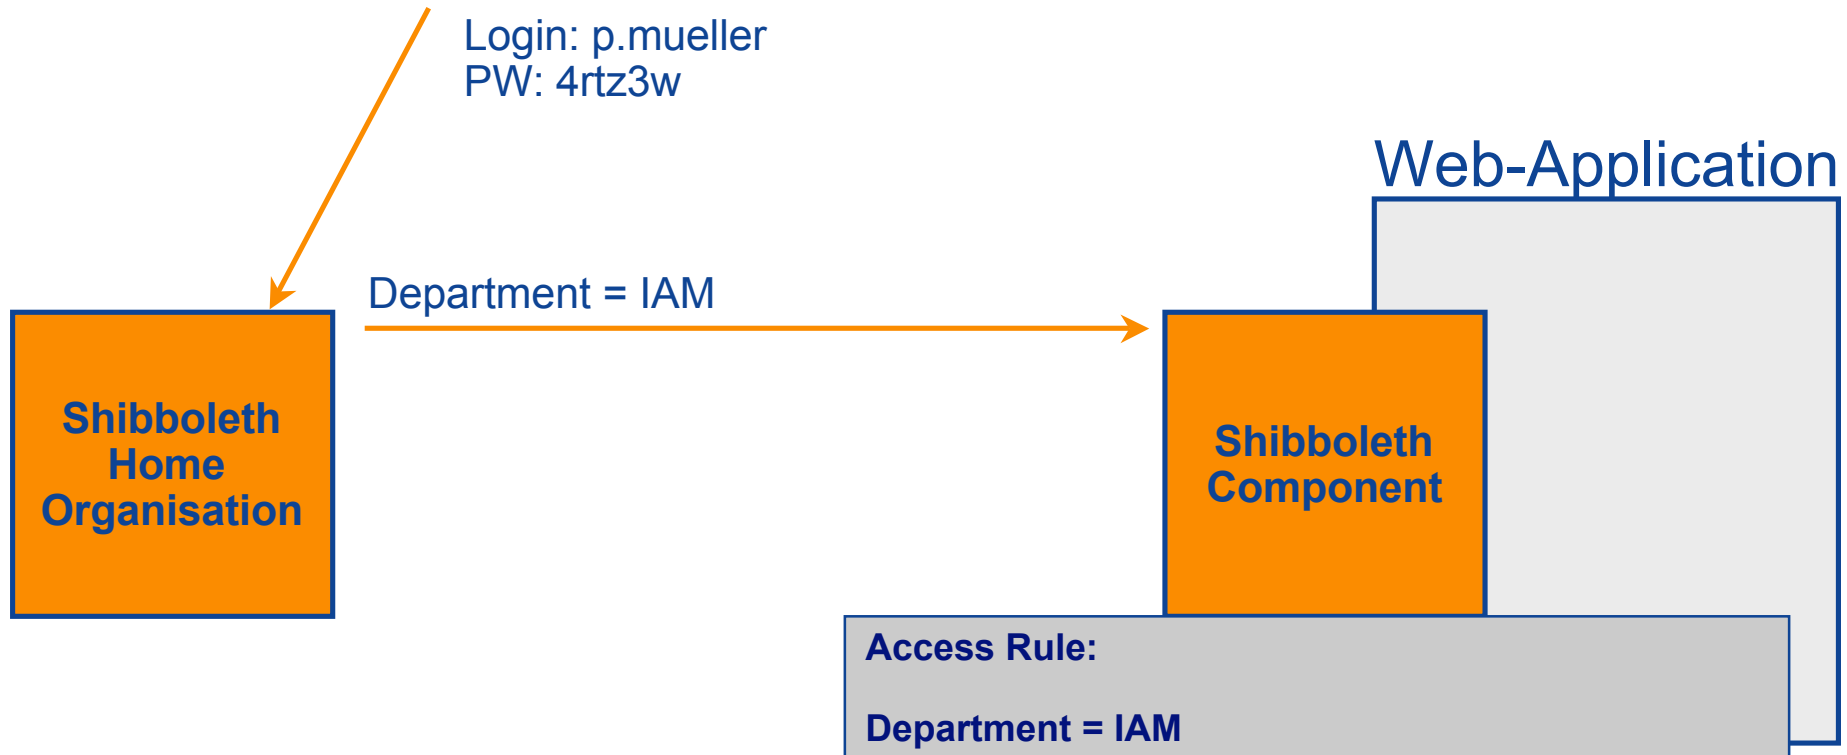 Login: p.mueller
PW: 4rtz3w
Web-Application
Department = IAM
Shibboleth
Home
Organisation
Shibboleth
Component
Access Rule:
Department = IAM